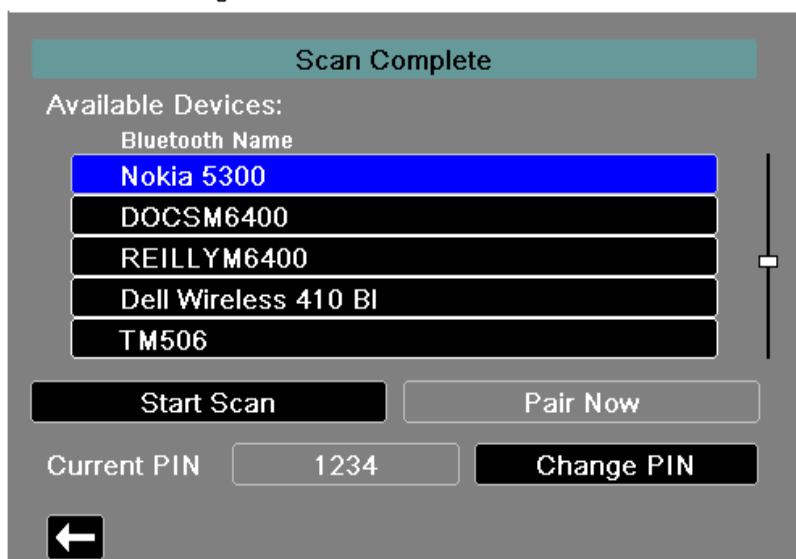 Scan Complete
Available Devices:
Bluetooth Name
Nokia 5300
DOCSM6400
REILLYM6400
Dell Wireless 410 Bl
TM506
Start Scan
Pair Now
Current PIN
1234
Change PIN